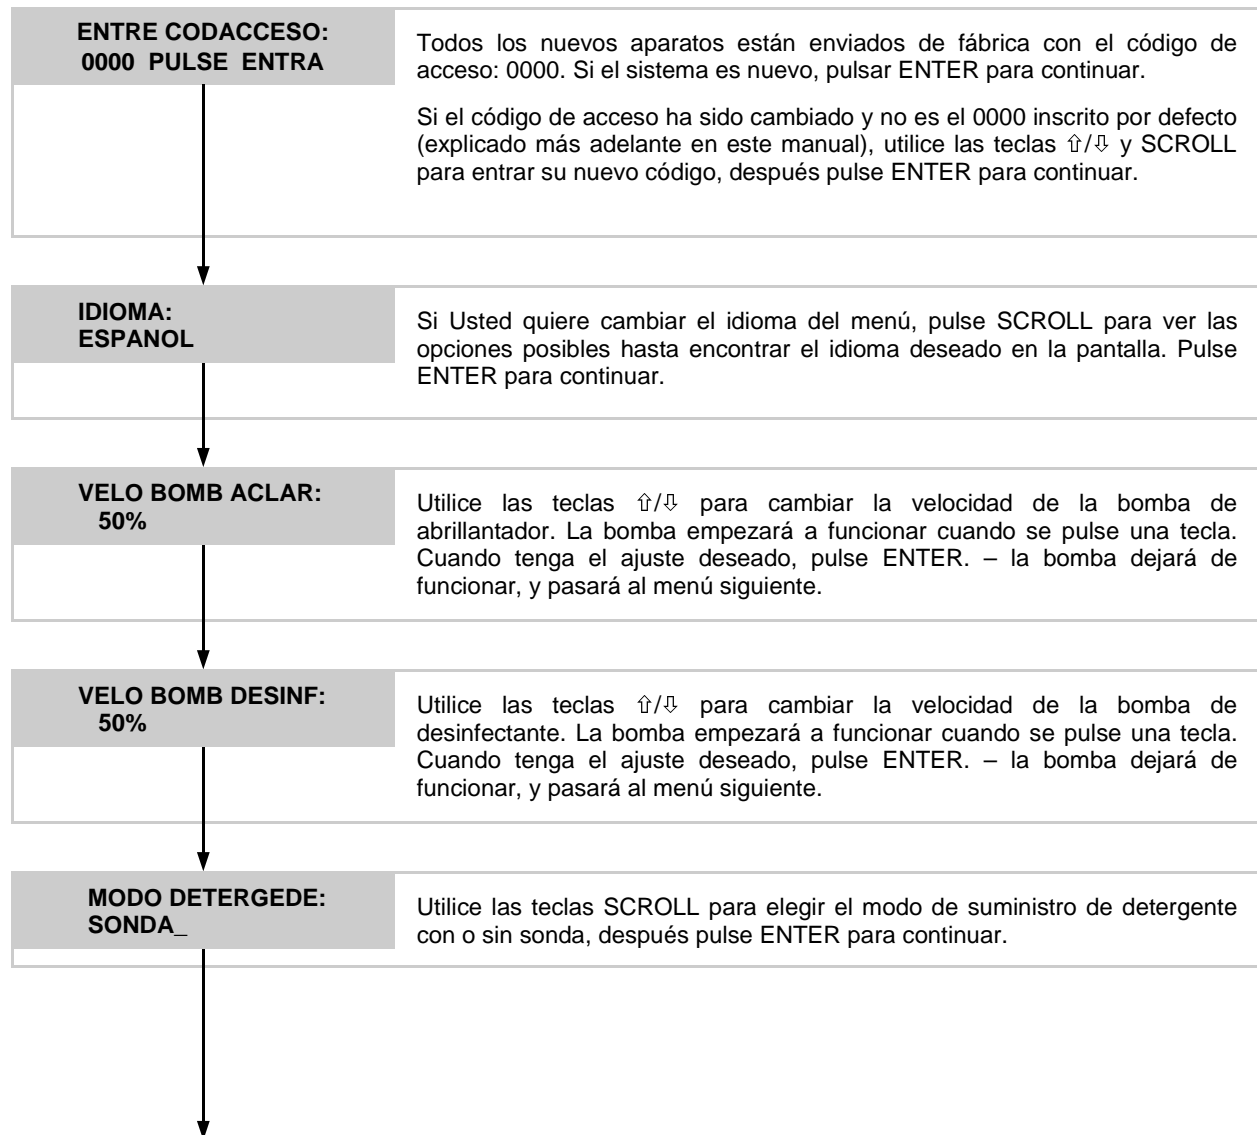 ENTRE CODACCESO:
0000 PULSE ENTRA
Todos los nuevos aparatos están enviados de fábrica con el código de
acceso: 0000. Si el sistema es nuevo, pulsar ENTER para continuar.
Si el código de acceso ha sido cambiado y no es el 0000 inscrito por defecto
(explicado más adelante en este manual), utilice las teclas ⇧/⇩ y SCROLL
para entrar su nuevo código, después pulse ENTER para continuar.
IDIOMA:
ESPANOL
Si Usted quiere cambiar el idioma del menú, pulse SCROLL para ver las
opciones posibles hasta encontrar el idioma deseado en la pantalla. Pulse
ENTER para continuar.
VELO BOMB ACLAR:
50%
Utilice las teclas ⇧/⇩ para cambiar la velocidad de la bomba de
abrillantador. La bomba empezará a funcionar cuando se pulse una tecla.
Cuando tenga el ajuste deseado, pulse ENTER. – la bomba dejará de
funcionar, y pasará al menú siguiente.
VELO BOMB DESINF:
50%
Utilice las teclas ⇧/⇩ para cambiar la velocidad de la bomba de
desinfectante. La bomba empezará a funcionar cuando se pulse una tecla.
Cuando tenga el ajuste deseado, pulse ENTER. – la bomba dejará de
funcionar, y pasará al menú siguiente.
MODO DETERGEDE:
SONDA_
Utilice las teclas SCROLL para elegir el modo de suministro de detergente
con o sin sonda, después pulse ENTER para continuar.